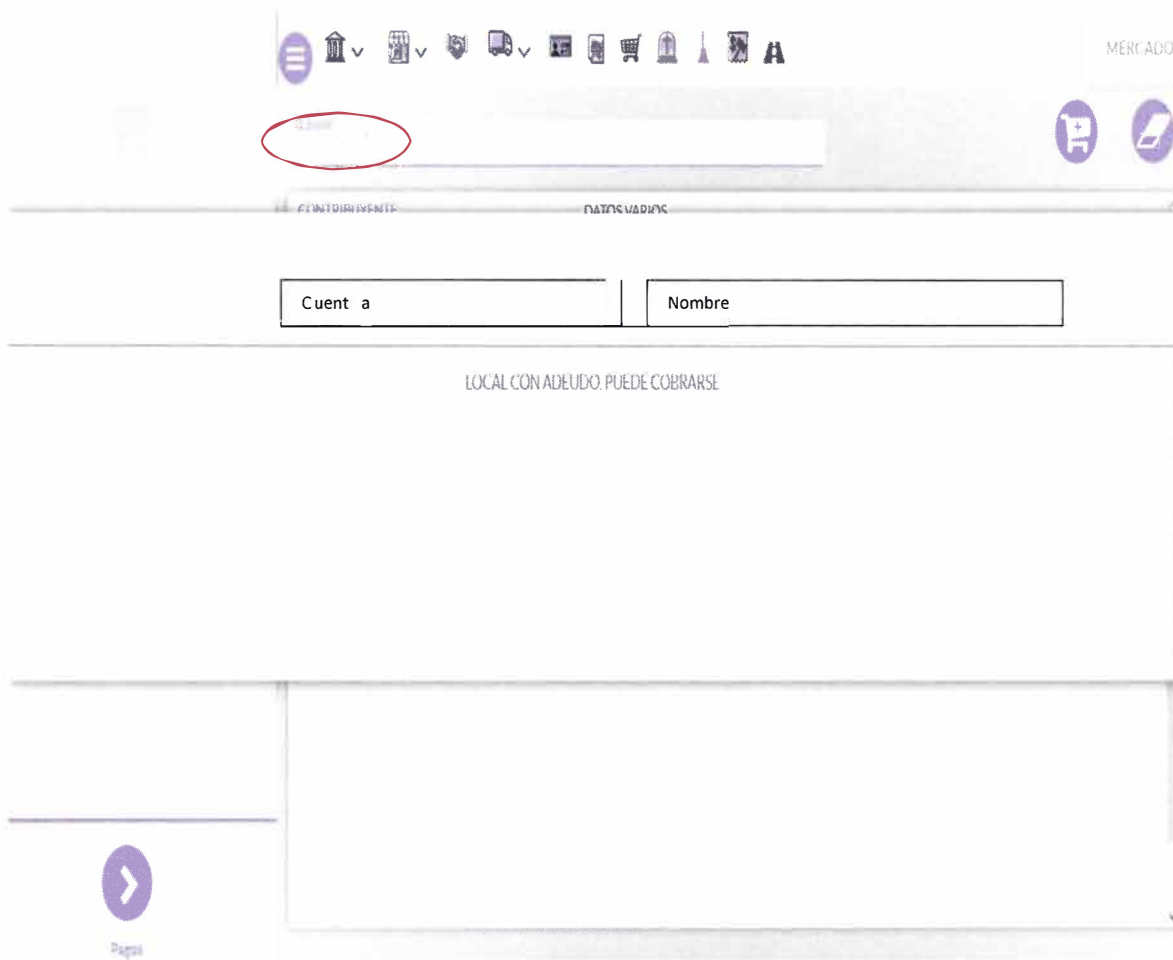 MERCADO
CONTRIBUYENTE DATOS VARIOS
Cuent a Nombre
LOCAL CON ADEUDO, PUEDE COBRARSE
Pagos